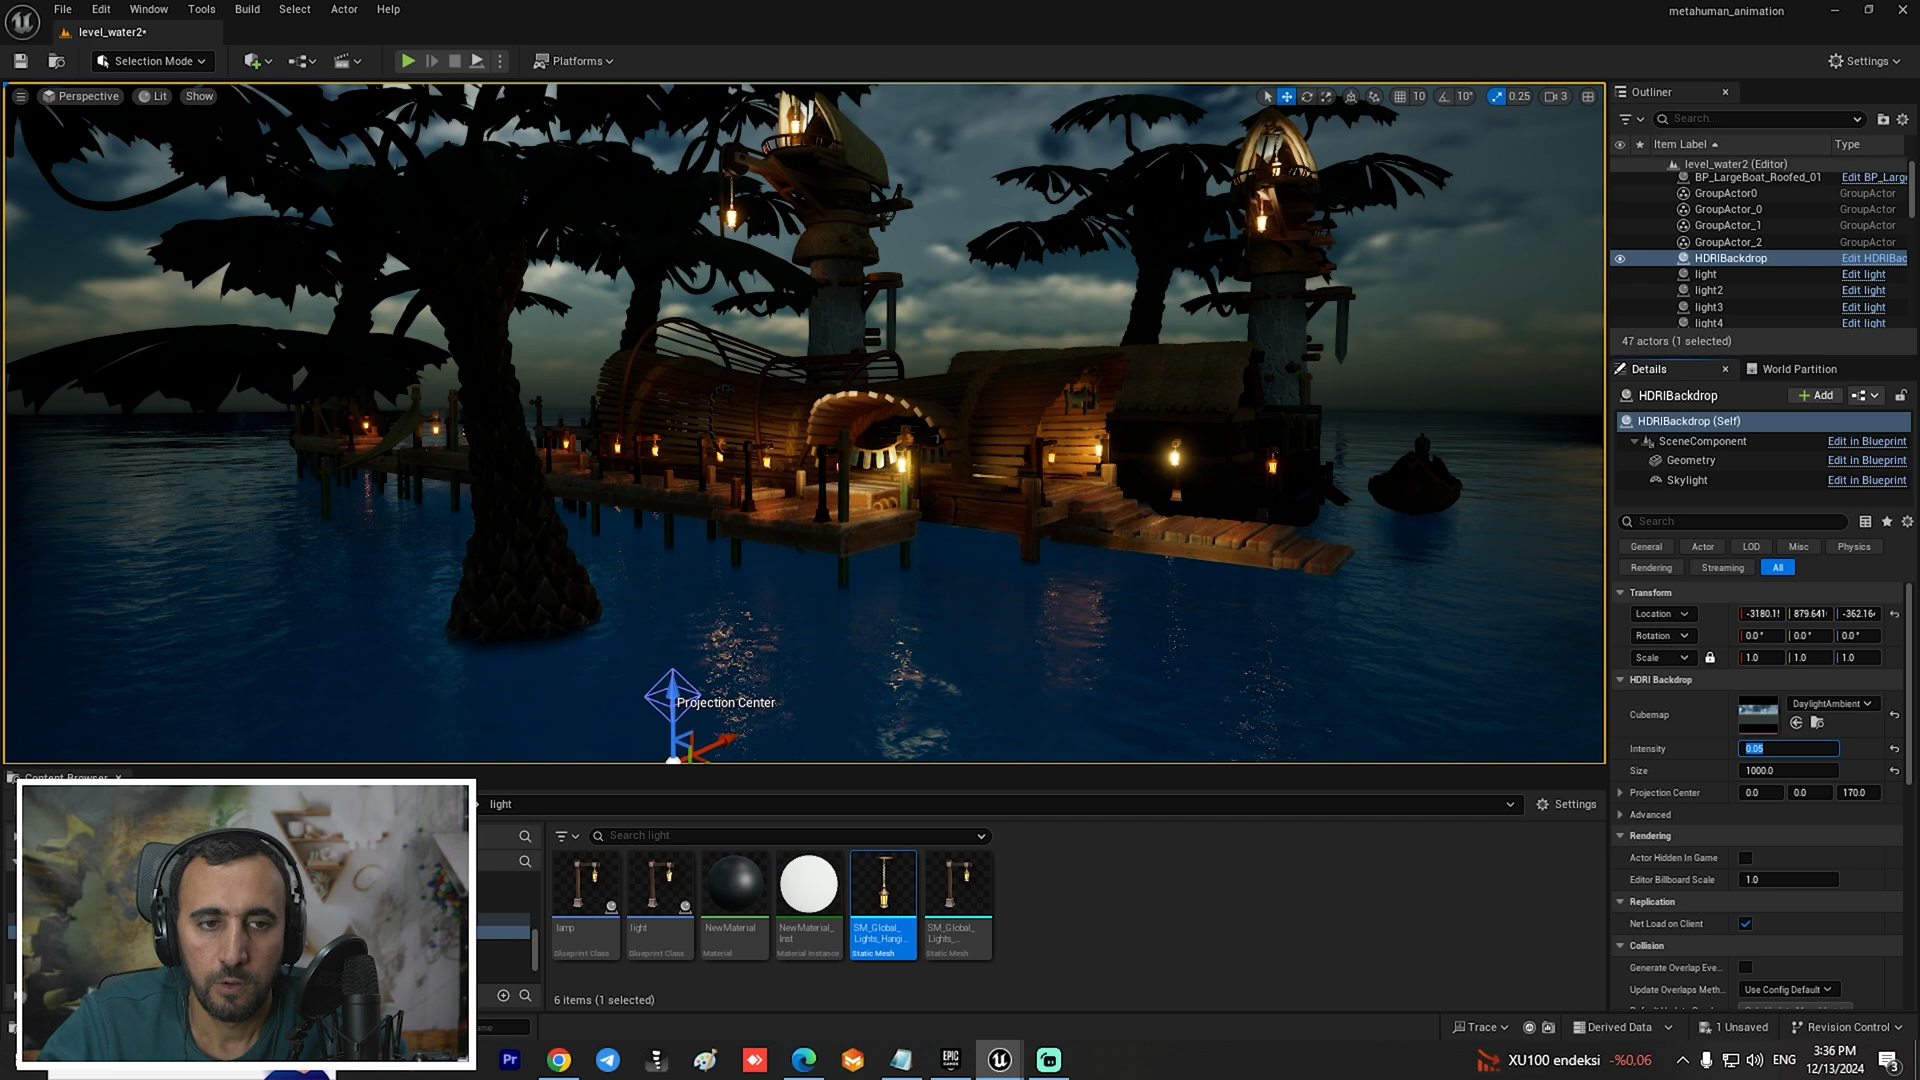 File Edit Window Tools Build Select Actor Help
metahuman_animation
level_water2*
Selection Mode
Platforms
Settings
Perspective Lit Show
10 10° 0.25 3
Projection Center
Outliner
Search...
Item Label Type
level_water2 (Editor)
BP_LargeBoat_Roofed_01 Edit BP_Larg
GroupActor0 GroupActor
GroupActor_0 GroupActor
GroupActor_1 GroupActor
GroupActor_2 GroupActor
HDRIBackdrop Edit HDRIBac
light Edit light
light2 Edit light
light3 Edit light
light4 Edit light
47 actors (1 selected)
Details World Partition
HDRIBackdrop Add
HDRIBackdrop (Self)
SceneComponent Edit in Blueprint
Geometry Edit in Blueprint
Skylight Edit in Blueprint
Search
General Actor LOD Misc Physics
Rendering Streaming All
Transform
Location -3180.1 879.641 -362.16
Rotation 0.0° 0.0° 0.0°
Scale 1.0 1.0 1.0
HDRI Backdrop
Cubemap DaylightAmbient
Intensity 0.05
Size 1000.0
Projection Center 0.0 0.0 170.0
Advanced
Rendering
Actor Hidden In Game
Editor Billboard Scale 1.0
Replication
Net Load on Client
Collision
Generate Overlap Eve...
Update Overlaps Meth... Use Config Default
Content Browser
light
Settings
Search light
lamp
Blueprint Class
light
Blueprint Class
NewMaterial
Material
NewMaterial_
Inst
Material Instance
SM_Global_
Lights_Hangi...
Static Mesh
SM_Global_
Lights_...
Static Mesh
6 items (1 selected)
Trace Derived Data 1 Unsaved Revision Control
Pr
EPIC
XU100 endeksi -%0,06
ENG
3:36 PM
12/13/2024
3